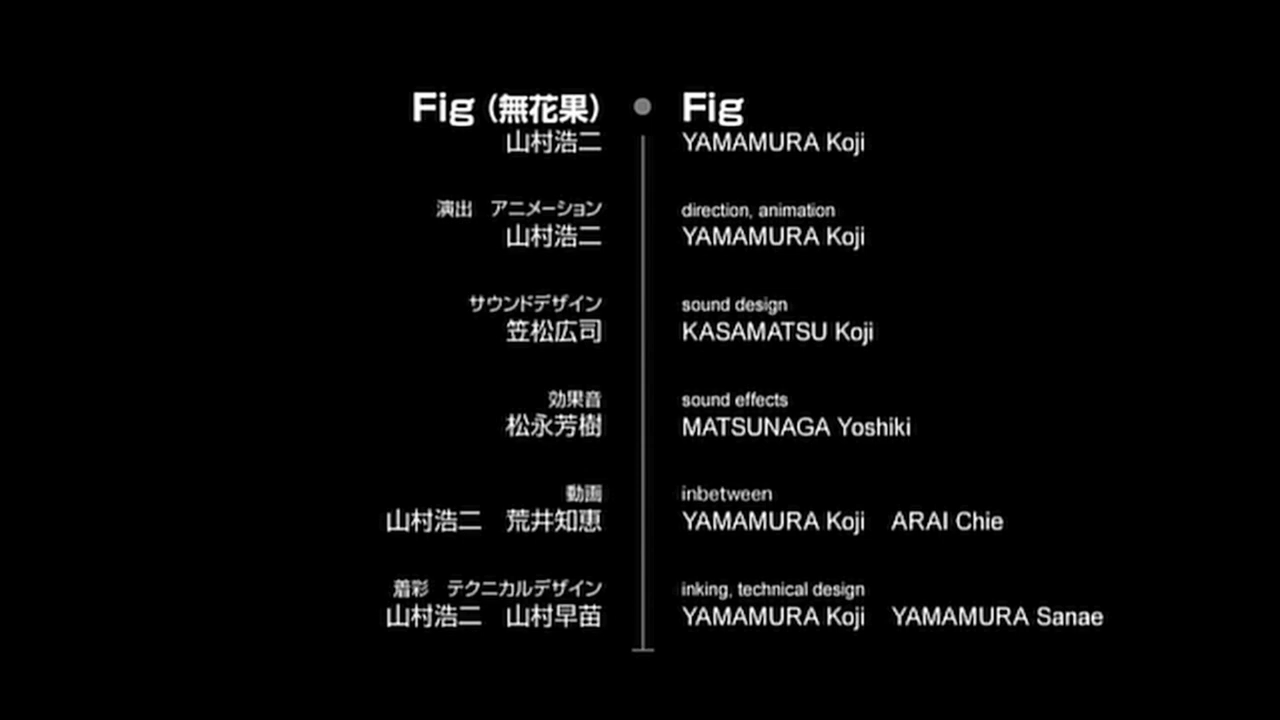 Fig（無花果）
山村浩二
演出　アニメーション
山村浩二
サウンドデザイン
笠松広司
効果音
松永芳樹
動画
山村浩二　荒井知恵
着彩　テクニカルデザイン
山村浩二　山村早苗
Fig
YAMAMURA Koji
direction, animation
YAMAMURA Koji
sound design
KASAMATSU Koji
sound effects
MATSUNAGA Yoshiki
inbetween
YAMAMURA Koji　ARAI Chie
inking, technical design
YAMAMURA Koji　YAMAMURA Sanae